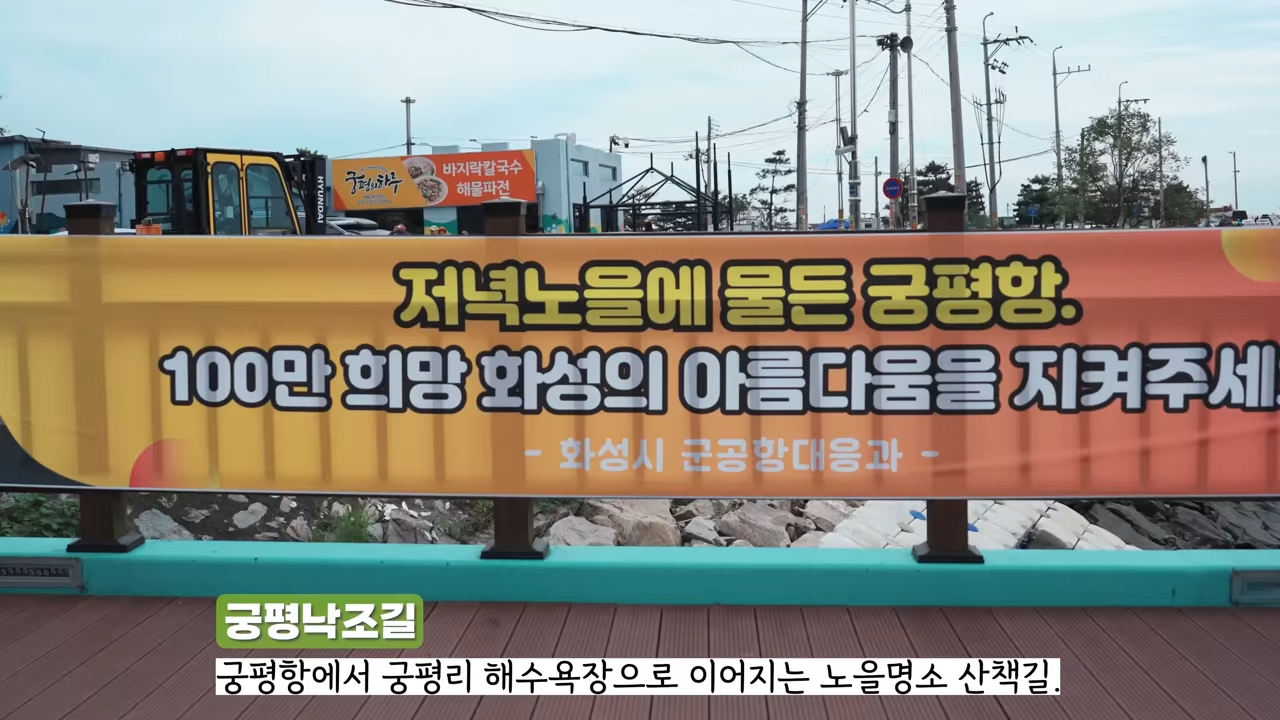 궁평의하루
바지락칼국수
해물파전
HYUNDAI
저녁노을에 물든 궁평항.
100만 희망 화성의 아름다움을 지켜주세
- 화성시 군공항대응과 -
궁평낙조길
궁평항에서 궁평리 해수욕장으로 이어지는 노을명소 산책길.